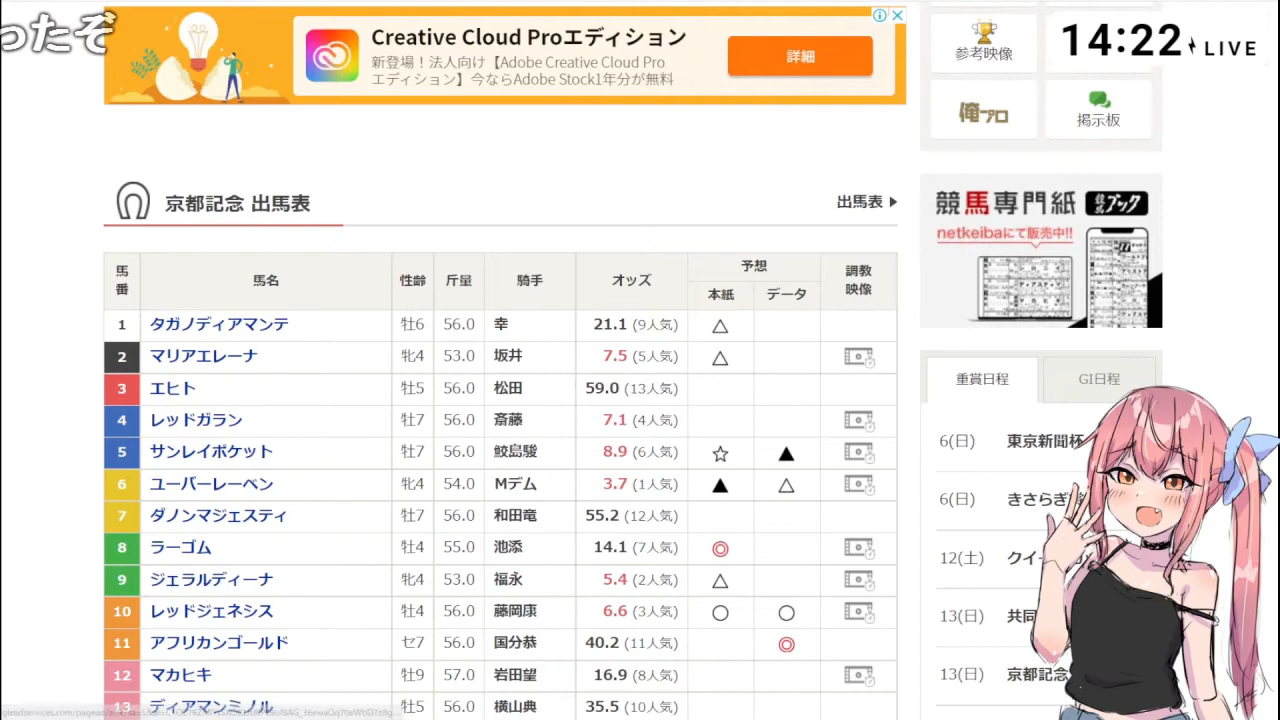 ったぞ
Creative Cloud Proエディション
新登場！法人向け【Adobe Creative Cloud Pro
エディション】今ならAdobe Stock1年分が無料
詳細
参考映像
14:22 LIVE
俺プロ
掲示板
京都記念 出馬表
出馬表
競馬専門紙 競馬ブック
netkeibaにて販売中!!
馬番 馬名 性齢 斤量 騎手 オッズ 予想 調教映像
本紙 データ
1 タガノディアマンテ 牡6 56.0 幸 21.1 (9人気) △
2 マリアエレーナ 牝4 53.0 坂井 7.5 (5人気) △
3 エヒト 牡5 56.0 松田 59.0 (13人気)
4 レッドガラン 牡7 56.0 斎藤 7.1 (4人気)
5 サンレイポケット 牡7 56.0 鮫島駿 8.9 (6人気) ☆ ▲
6 ユーバーレーベン 牝4 54.0 Mデム 3.7 (1人気) ▲ △
7 ダノンマジェスティ 牡7 56.0 和田竜 55.2 (12人気)
8 ラーゴム 牡4 55.0 池添 14.1 (7人気) ◎
9 ジェラルディーナ 牝4 53.0 福永 5.4 (2人気) △
10 レッドジェネシス 牡4 56.0 藤岡康 6.6 (3人気) ○ ○
11 アフリカンゴールド セ7 56.0 国分恭 40.2 (11人気) ◎
12 マカヒキ 牡9 57.0 岩田望 16.9 (8人気)
13 ディアマンミノル 牡5 56.0 横山典 35.5 (10人気)
重賞日程 GI日程
6(日) 東京新聞杯
6(日) きさらぎ
12(土) クイ
13(日) 共同
13(日) 京都記念